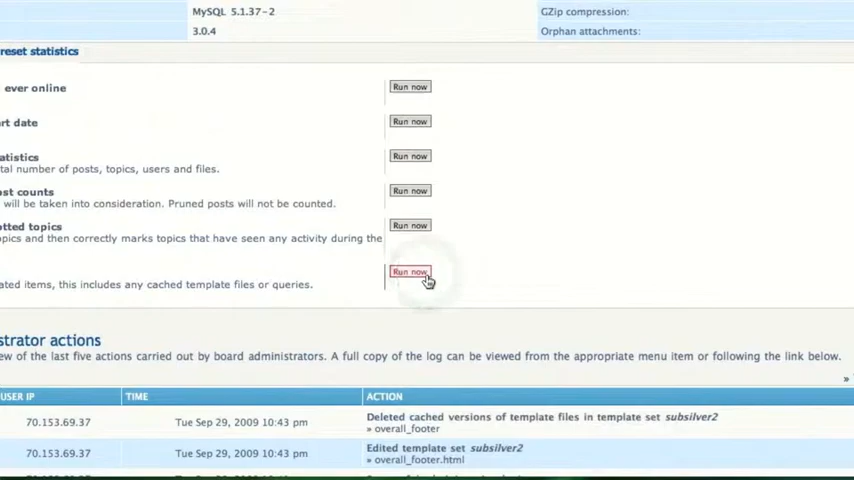 MySQL 5.1.37-2
GZip compression:
3.0.4
Orphan attachments:
reset statistics
ever online
Run now
rt date
Run now
tatistics
Run now
tal number of posts, topics, users and files.
st counts
Run now
will be taken into consideration. Pruned posts will not be counted.
otted topics
Run now
opics and then correctly marks topics that have seen any activity during the
Run now
ated items, this includes any cached template files or queries.
strator actions
ew of the last five actions carried out by board administrators. A full copy of the log can be viewed from the appropriate menu item or following the link below.
»
USER IP TIME ACTION
70.153.69.37 Tue Sep 29, 2009 10:43 pm Deleted cached versions of template files in template set subsilver2
» overall_footer
70.153.69.37 Tue Sep 29, 2009 10:43 pm Edited template set subsilver2
» overall_footer.html